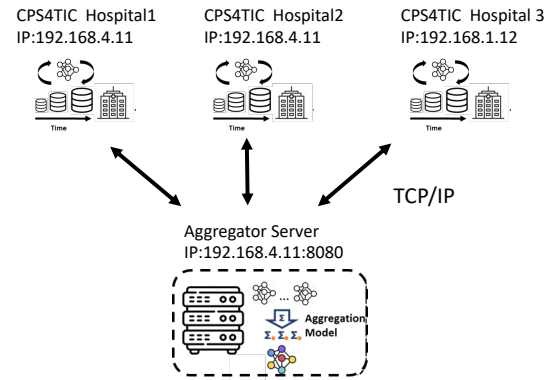 CPS4TIC Hospital1
IP:192.168.4.11
CPS4TIC Hospital2
IP:192.168.4.11
CPS4TIC Hospital 3
IP:192.168.1.12
Time
Time
Time
TCP/IP
Aggregator Server
IP:192.168.4.11:8080
...
Σ
Aggregation
Σ. Σ. Σ.
Model